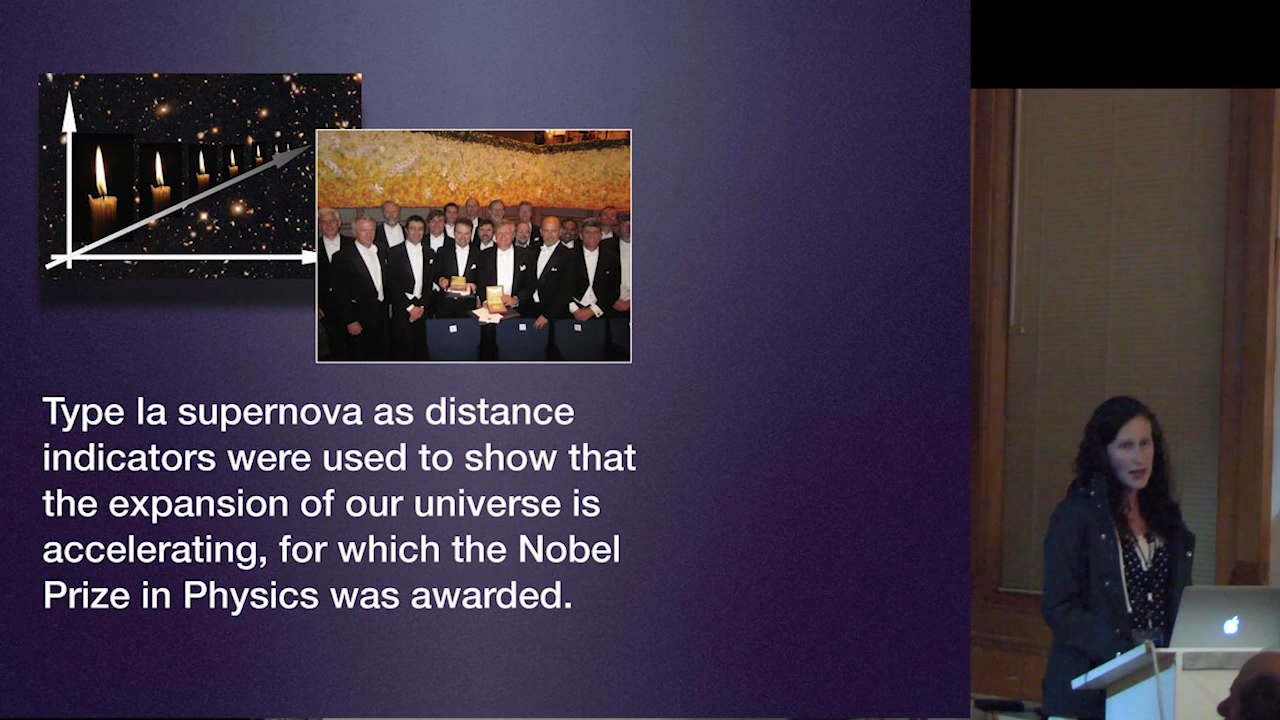 Type Ia supernova as distance
indicators were used to show that
the expansion of our universe is
accelerating, for which the Nobel
Prize in Physics was awarded.